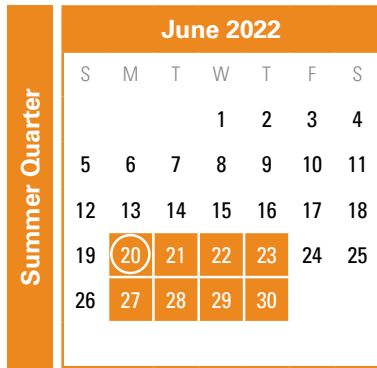 Summer Quarter
June 2022
S M T W T F S
1 2 3 4
5 6 7 8 9 10 11
12 13 14 15 16 17 18
19 20 21 22 23 24 25
26 27 28 29 30